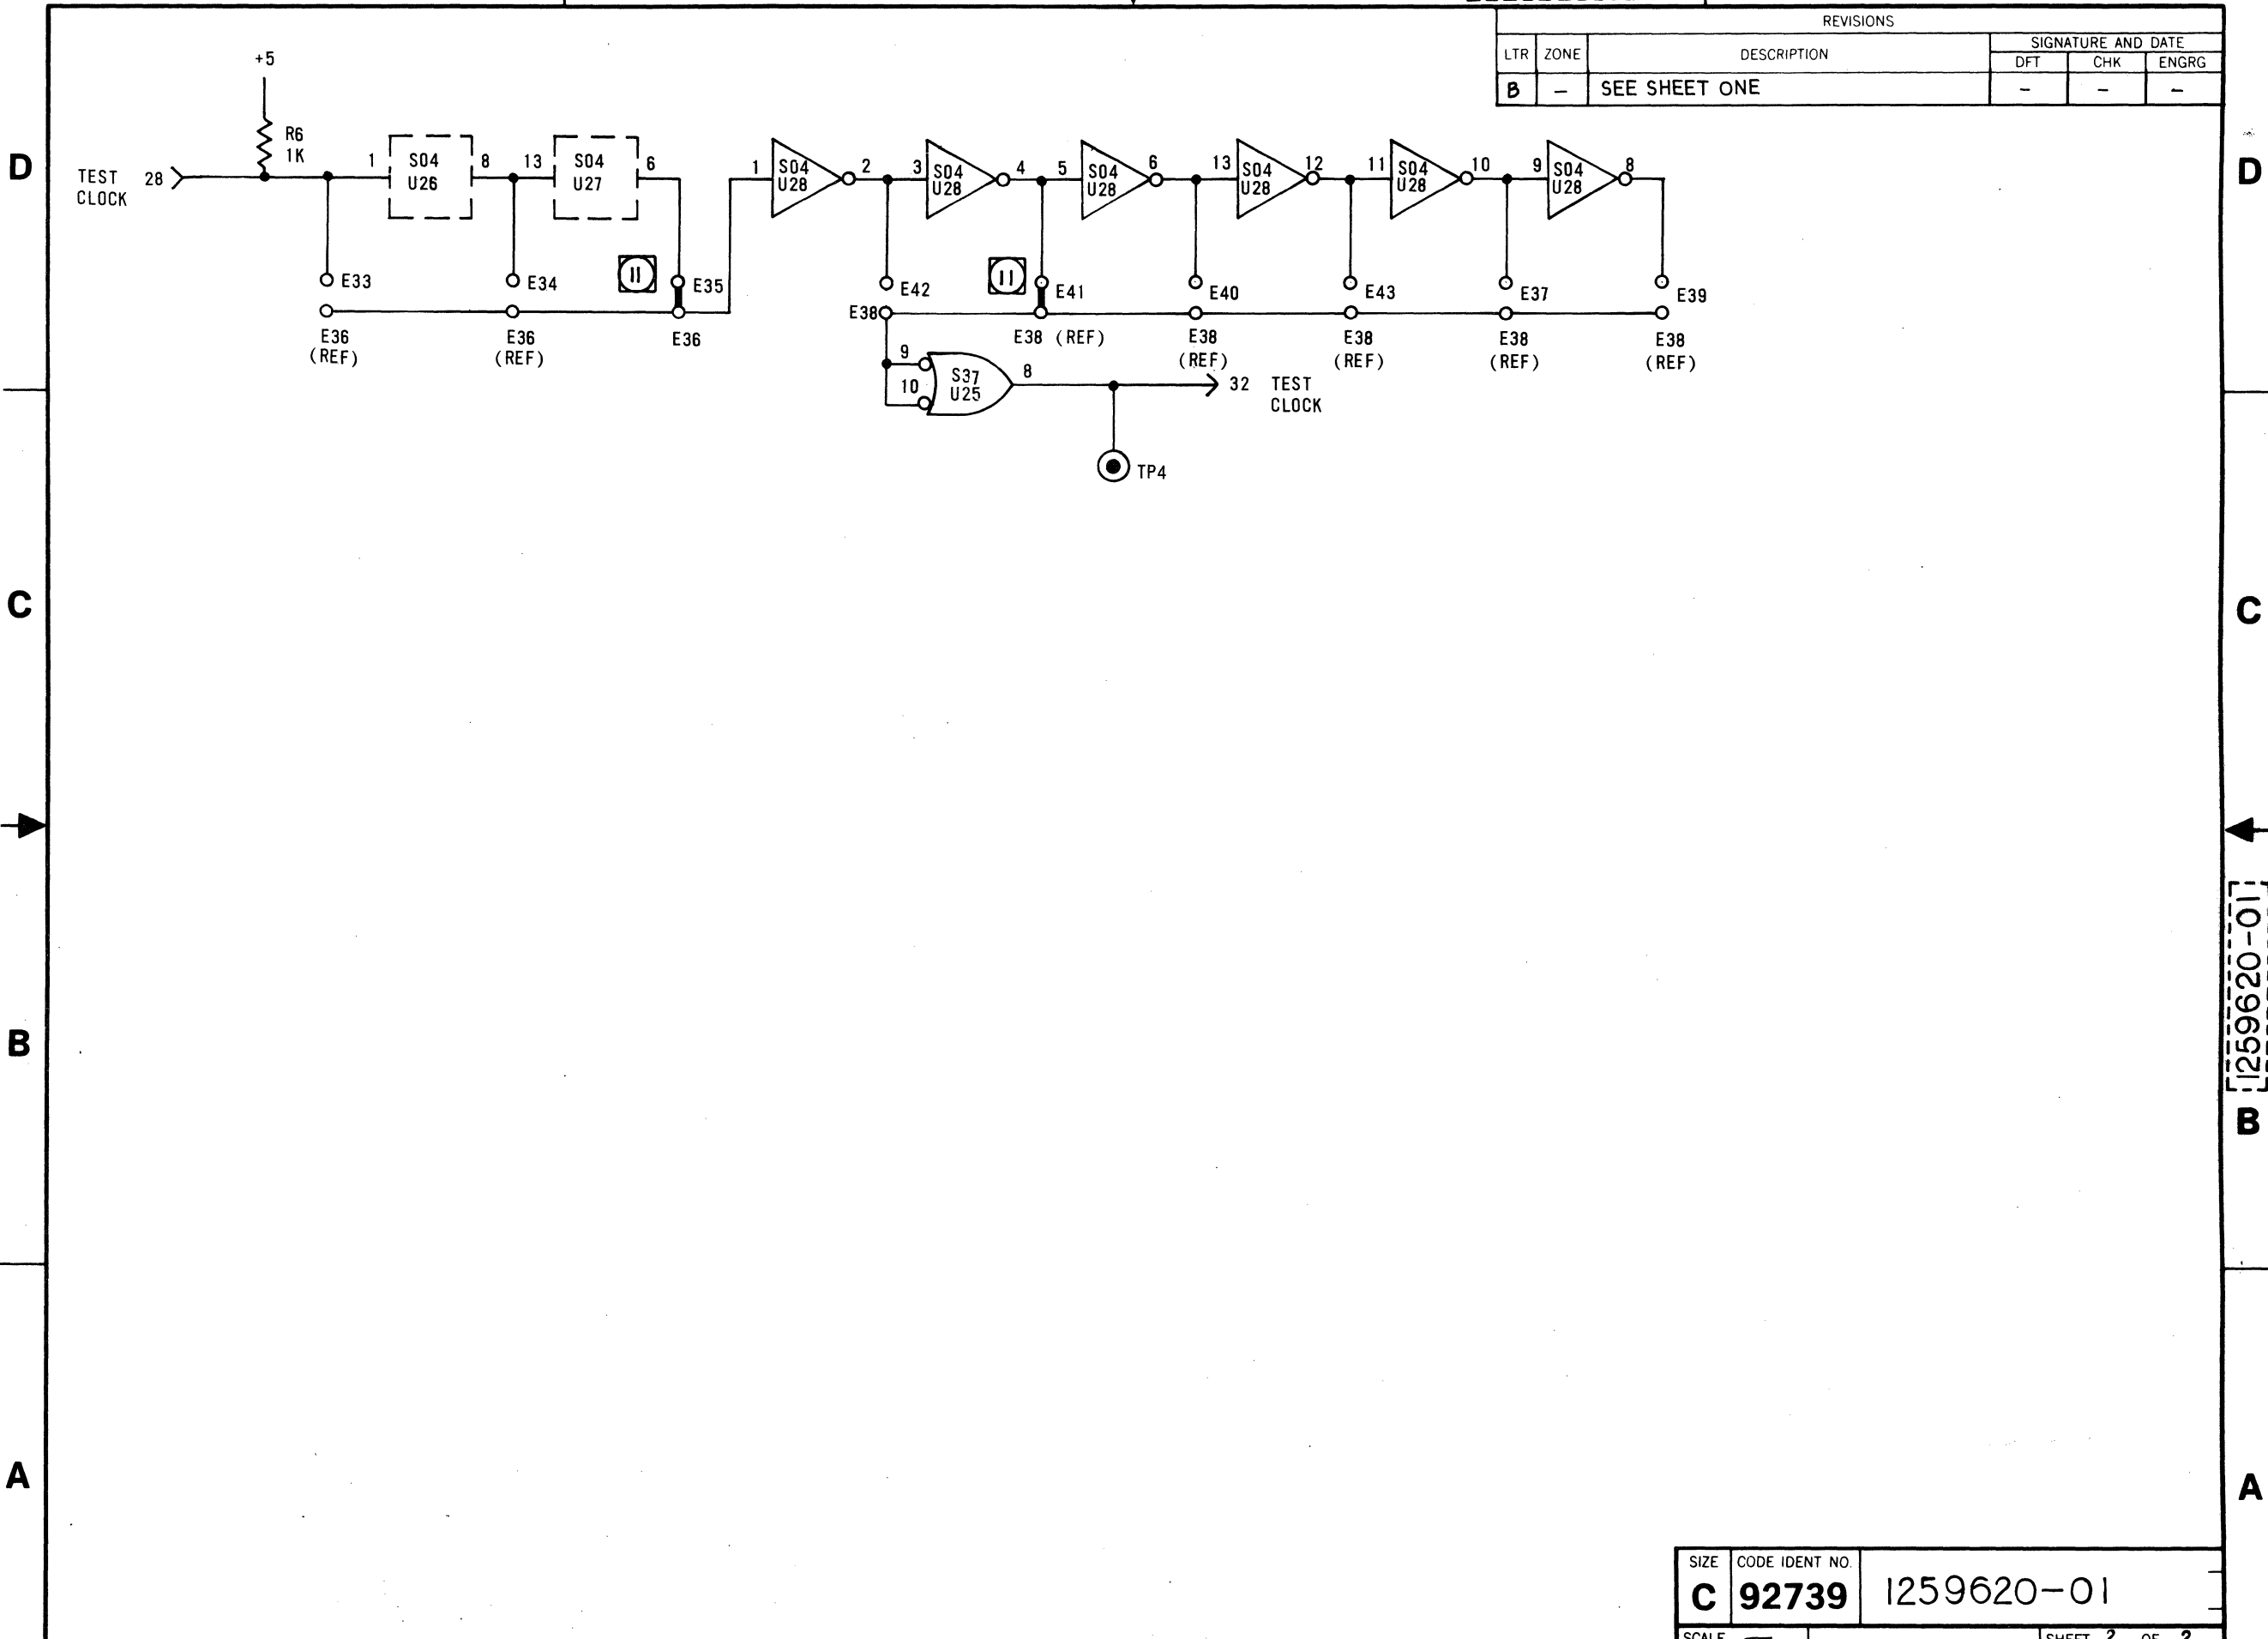 REVISIONS
LTR ZONE DESCRIPTION SIGNATURE AND DATE
DFT CHK ENGRG
B – SEE SHEET ONE – – –
+5
R6
1K
D
TEST
CLOCK
28
1
S04
U26
8
13
S04
U27
6
1
S04
U28
2
3
S04
U28
4
5
S04
U28
6
13
S04
U28
12
11
S04
U28
10
9
S04
U28
8
D
E33
E34
11
E35
E42
11
E41
E40
E43
E37
E39
E36
(REF)
E36
(REF)
E36
E38
E38 (REF)
E38
(REF)
E38
(REF)
E38
(REF)
E38
(REF)
9
10
S37
U25
8
32
TEST
CLOCK
TP4
C
C
1259620-01
B
B
A
A
SIZE
C
CODE IDENT NO.
92739
1259620-01
SCALE —
SHEET 2 OF 2